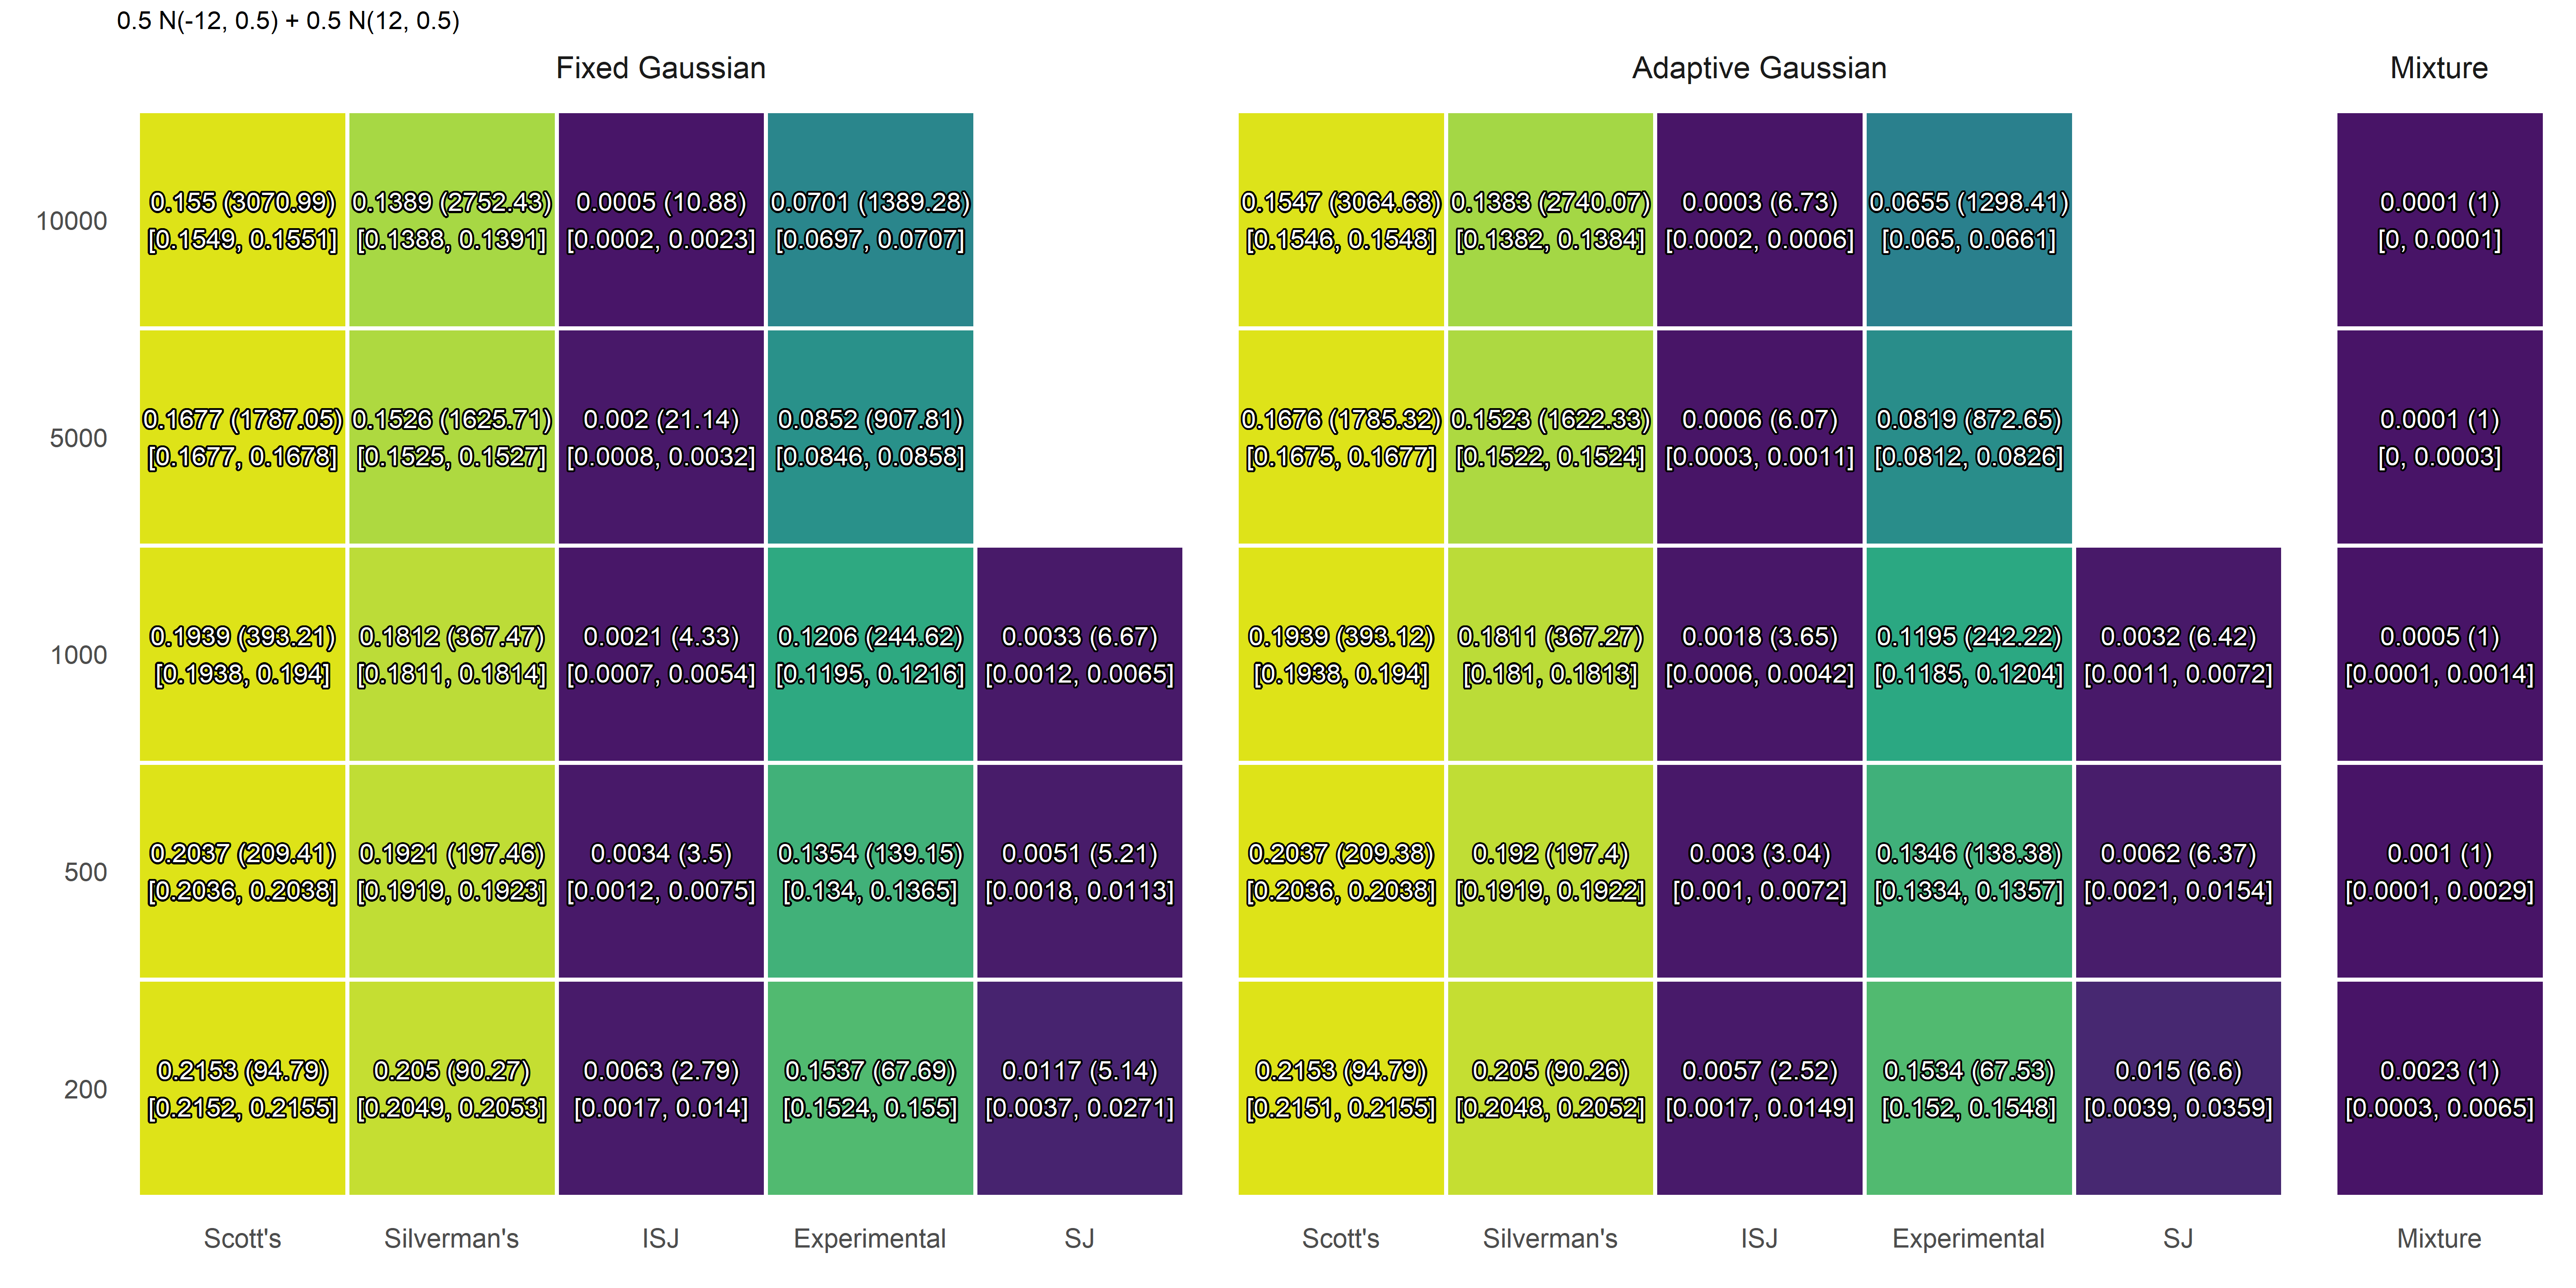 0.5 N(-12, 0.5) + 0.5 N(12, 0.5)
Fixed Gaussian Adaptive Gaussian Mixture
10000
0.155 (3070.99) 0.1389 (2752.43) 0.0005 (10.88) 0.0701 (1389.28) 0.1547 (3064.68) 0.1383 (2740.07) 0.0003 (6.73) 0.0655 (1298.41) 0.0001 (1)
[0.1549, 0.1551] [0.1388, 0.1391] [0.0002, 0.0023] [0.0697, 0.0707] [0.1546, 0.1548] [0.1382, 0.1384] [0.0002, 0.0006] [0.065, 0.0661] [0, 0.0001]
5000
0.1677 (1787.05) 0.1526 (1625.71) 0.002 (21.14) 0.0852 (907.81) 0.1676 (1785.32) 0.1523 (1622.33) 0.0006 (6.07) 0.0819 (872.65) 0.0001 (1)
[0.1677, 0.1678] [0.1525, 0.1527] [0.0008, 0.0032] [0.0846, 0.0858] [0.1675, 0.1677] [0.1522, 0.1524] [0.0003, 0.0011] [0.0812, 0.0826] [0, 0.0003]
1000
0.1939 (393.21) 0.1812 (367.47) 0.0021 (4.33) 0.1206 (244.62) 0.0033 (6.67) 0.1939 (393.12) 0.1811 (367.27) 0.0018 (3.65) 0.1195 (242.22) 0.0032 (6.42) 0.0005 (1)
[0.1938, 0.194] [0.1811, 0.1814] [0.0007, 0.0054] [0.1195, 0.1216] [0.0012, 0.0065] [0.1938, 0.194] [0.181, 0.1813] [0.0006, 0.0042] [0.1185, 0.1204] [0.0011, 0.0072] [0.0001, 0.0014]
500
0.2037 (209.41) 0.1921 (197.46) 0.0034 (3.5) 0.1354 (139.15) 0.0051 (5.21) 0.2037 (209.38) 0.192 (197.4) 0.003 (3.04) 0.1346 (138.38) 0.0062 (6.37) 0.001 (1)
[0.2036, 0.2038] [0.1919, 0.1923] [0.0012, 0.0075] [0.134, 0.1365] [0.0018, 0.0113] [0.2036, 0.2038] [0.1919, 0.1922] [0.001, 0.0072] [0.1334, 0.1357] [0.0021, 0.0154] [0.0001, 0.0029]
200
0.2153 (94.79) 0.205 (90.27) 0.0063 (2.79) 0.1537 (67.69) 0.0117 (5.14) 0.2153 (94.79) 0.205 (90.26) 0.0057 (2.52) 0.1534 (67.53) 0.015 (6.6) 0.0023 (1)
[0.2152, 0.2155] [0.2049, 0.2053] [0.0017, 0.014] [0.1524, 0.155] [0.0037, 0.0271] [0.2151, 0.2155] [0.2048, 0.2052] [0.0017, 0.0149] [0.152, 0.1548] [0.0039, 0.0359] [0.0003, 0.0065]
Scott's Silverman's ISJ Experimental SJ Scott's Silverman's ISJ Experimental SJ Mixture